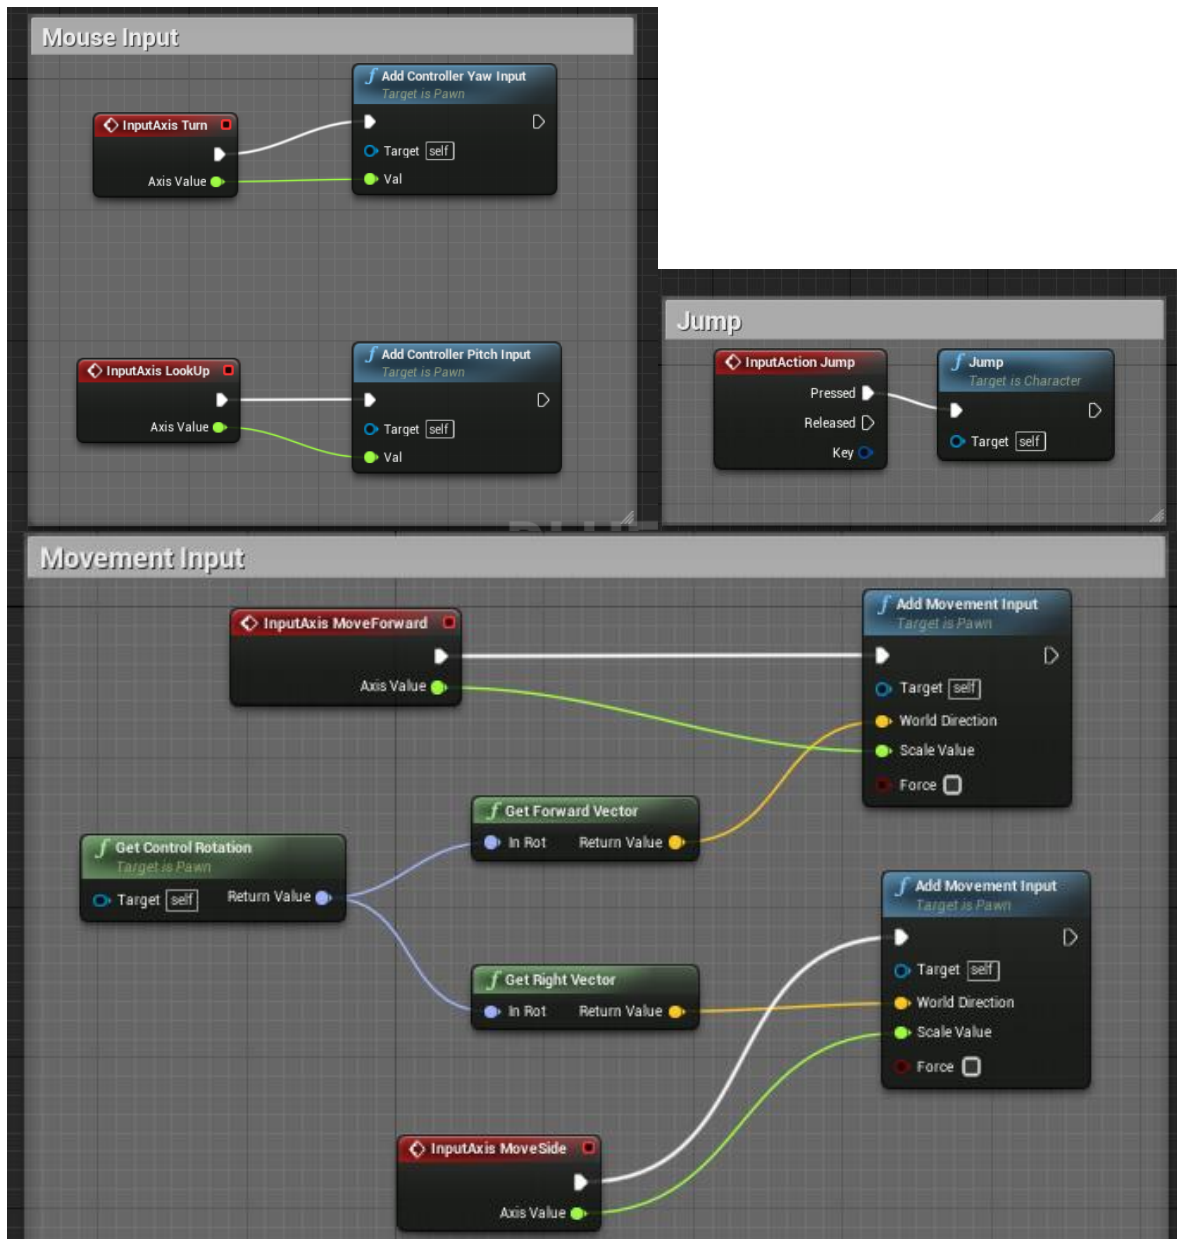 Mouse Input
Add Controller Yaw Input
Target is Pawn
InputAxis Turn
Target self
Axis Value
Val
Add Controller Pitch Input
Target is Pawn
InputAxis LookUp
Axis Value
Target self
Val
Jump
InputAction Jump
Jump
Target is Character
Pressed
Released
Target self
Key
Movement Input
Add Movement Input
Target is Pawn
InputAxis MoveForward
Axis Value
Target self
World Direction
Scale Value
Force
Get Forward Vector
In Rot Return Value
Get Control Rotation
Target is Pawn
Target self Return Value
Add Movement Input
Target is Pawn
Target self
World Direction
Scale Value
Force
Get Right Vector
In Rot Return Value
InputAxis MoveSide
Axis Value